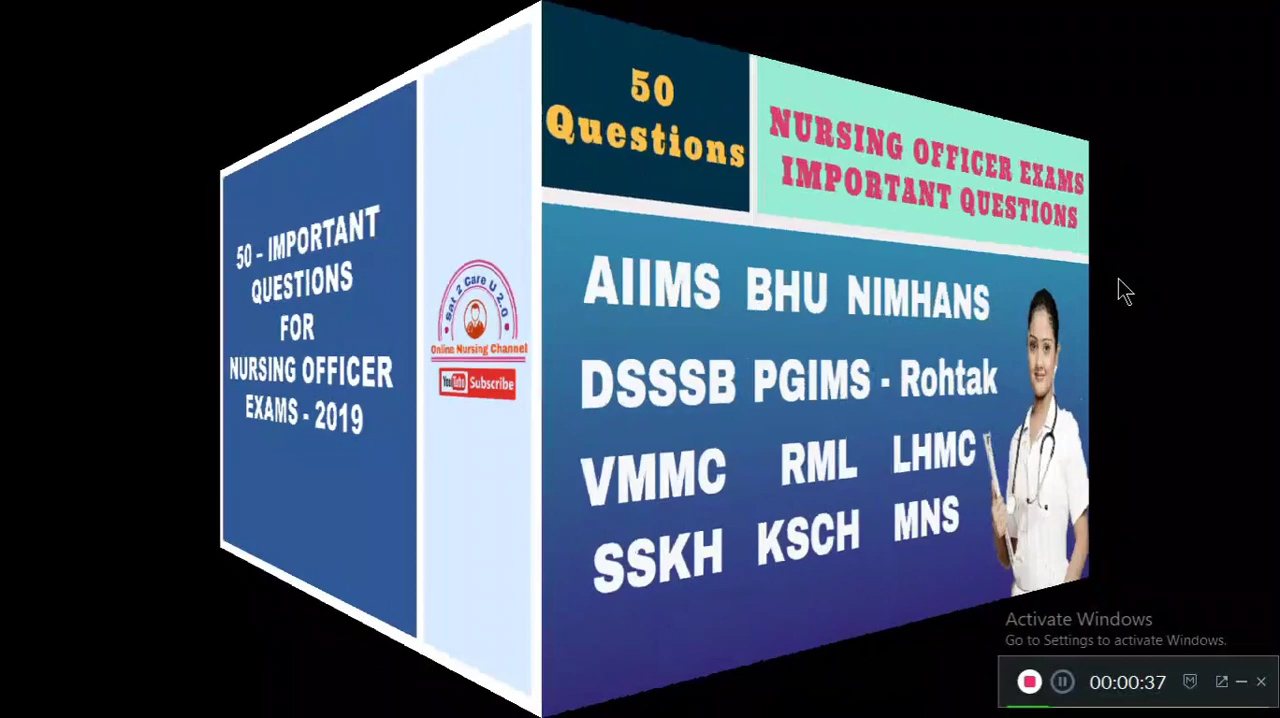 50 - IMPORTANT
QUESTIONS
FOR
NURSING OFFICER
EXAMS - 2019
Sat 2 Care U 2.0
Online Nursing Channel
YouTube Subscribe
50
Questions
NURSING OFFICER EXAMS
IMPORTANT QUESTIONS
AIIMS BHU NIMHANS
DSSSB PGIMS - Rohtak
VMMC RML LHMC
SSKH KSCH MNS
Activate Windows
Go to Settings to activate Windows.
00:00:37